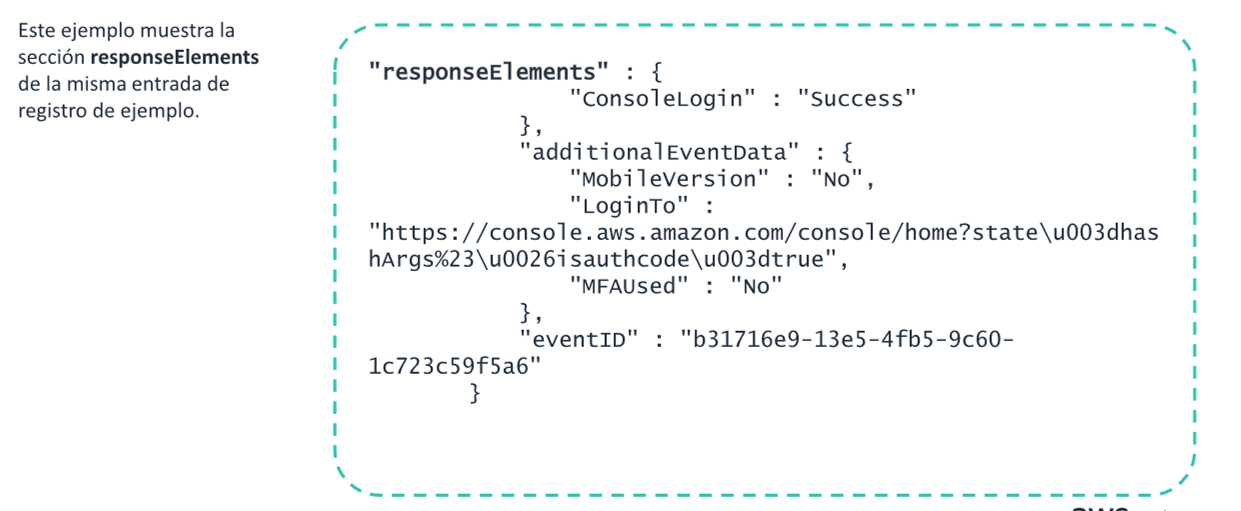 Este ejemplo muestra la
sección responseElements
de la misma entrada de
registro de ejemplo.
"responseElements" : {
"ConsoleLogin" : "Success"
},
"additionalEventData" : {
"MobileVersion" : "No",
"LoginTo" :
"https://console.aws.amazon.com/console/home?state\u003dhas
hArgs%23\u0026isauthcode\u003dtrue",
"MFAUsed" : "No"
},
"eventID" : "b31716e9-13e5-4fb5-9c60-
1c723c59f5a6"
}